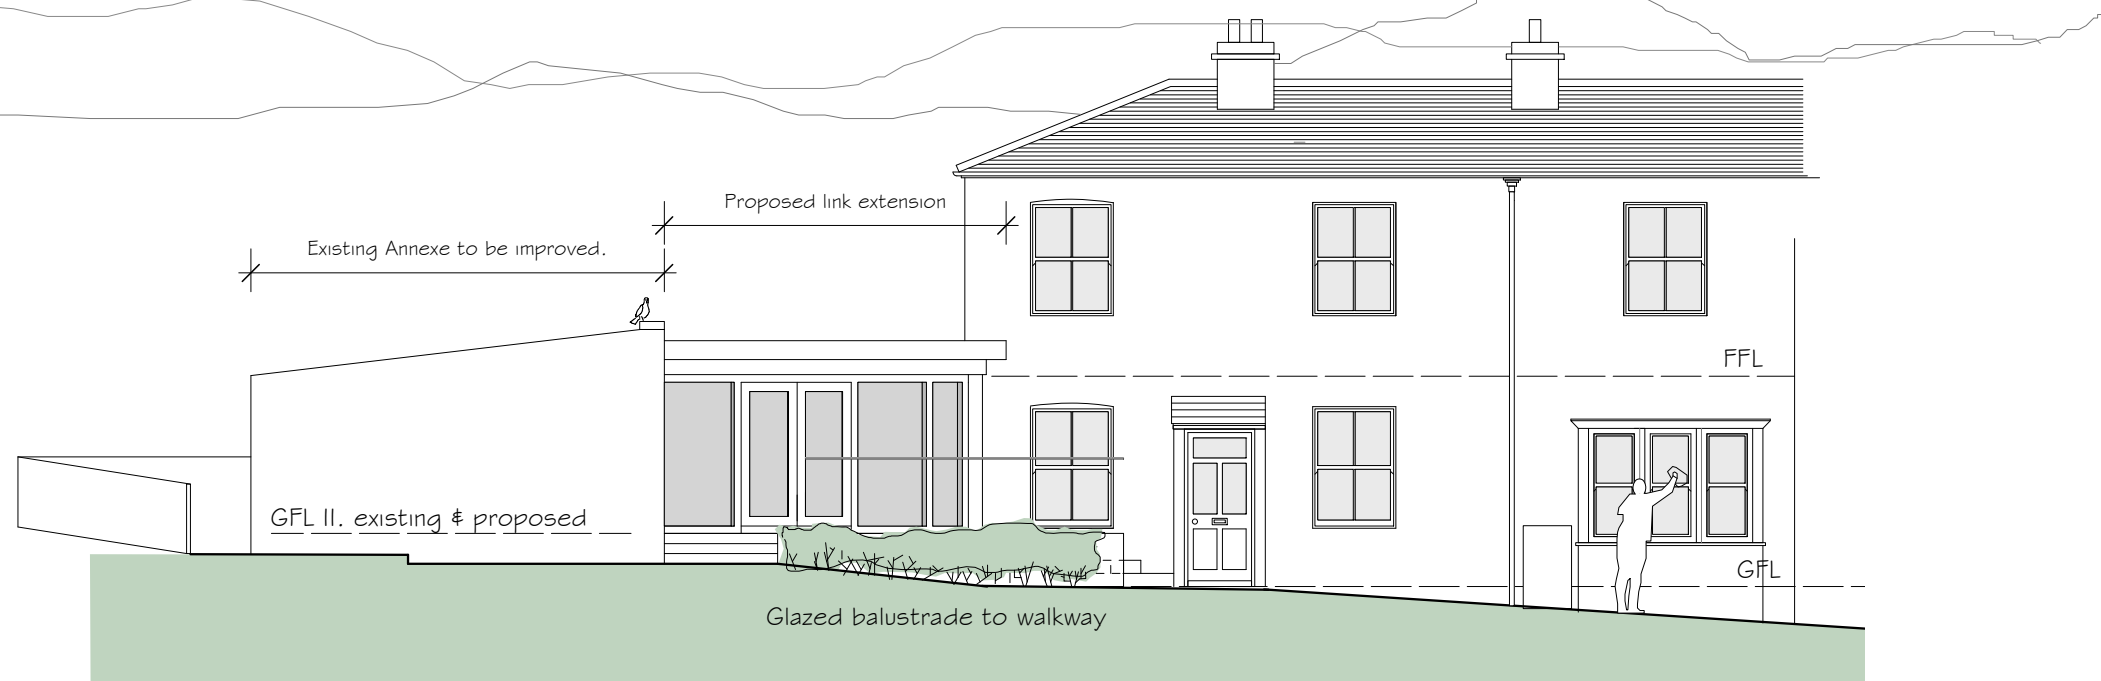 Proposed link extension
Existing Annexe to be improved.
FFL
GFL II. existing & proposed
GFL
Glazed balustrade to walkway